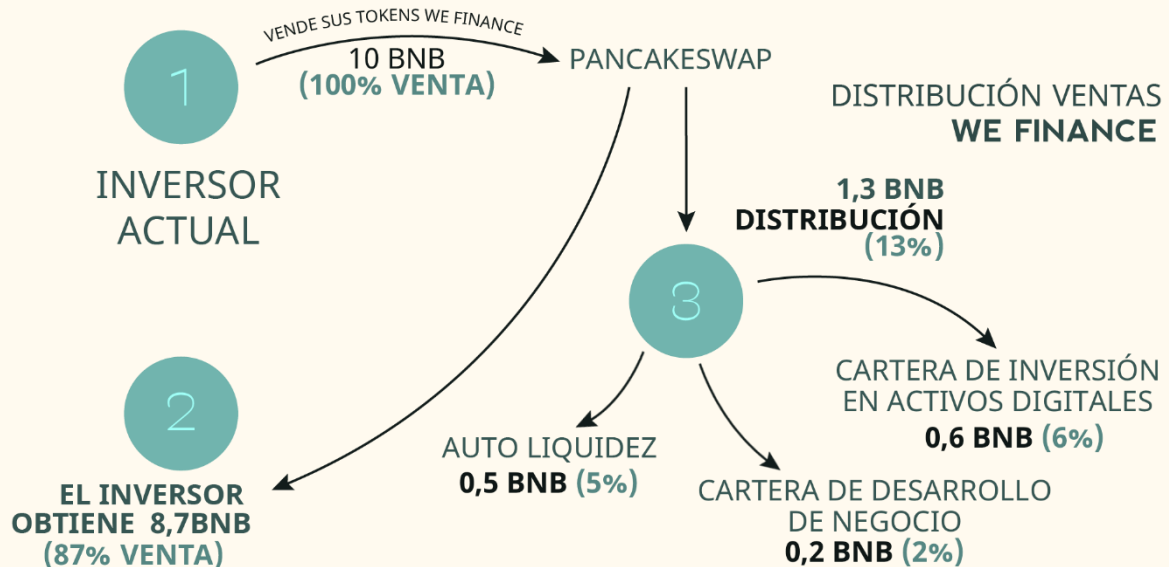 VENDE SUS TOKENS WE FINANCE
10 BNB
(100% VENTA)
PANCAKESWAP
1
INVERSOR
ACTUAL
DISTRIBUCIÓN VENTAS
WE FINANCE
1,3 BNB
DISTRIBUCIÓN
(13%)
3
CARTERA DE INVERSIÓN
EN ACTIVOS DIGITALES
0,6 BNB (6%)
2
EL INVERSOR
OBTIENE 8,7BNB
(87% VENTA)
AUTO LIQUIDEZ
0,5 BNB (5%)
CARTERA DE DESARROLLO
DE NEGOCIO
0,2 BNB (2%)